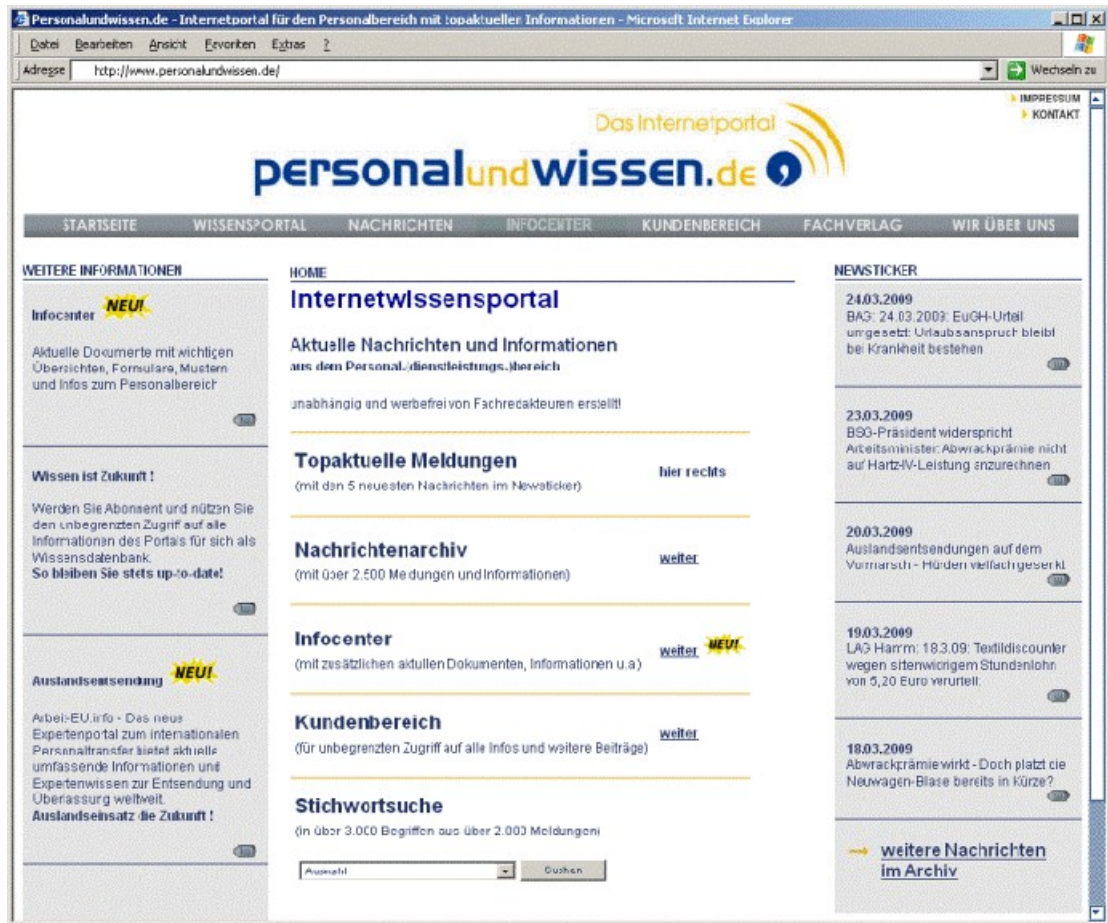 Personalundwissen.de - Internetportal für den Personalbereich mit topaktuellen Informationen - Microsoft Internet Explorer
Datei Bearbeiten Ansicht Favoriten Extras ?
Adresse http://www.personalundwissen.de/ Wechseln zu
IMPRESSUM
KONTAKT
Das Internetportal
personalundwissen.de
STARTSEITE WISSENSPORTAL NACHRICHTEN INFOCENTER KUNDENBEREICH FACHVERLAG WIR ÜBER UNS
WEITERE INFORMATIONEN
Infocenter NEU!
Aktuelle Dokumente mit wichtigen
Übersichten, Formulare, Mustern
und Infos zum Personalbereich
Wissen ist Zukunft !
Werden Sie Abonnent und nützen Sie
den unbegrenzten Zugriff auf alle
Informationen des Portals für sich als
Wissensdatenbank.
So bleiben Sie stets up-to-date!
Auslandsentsendung NEU!
Arbeit-EU.info - Das neue
Expertenportal zum internationalen
Personaltransfer bietet aktuelle
umfassende Informationen und
Expertenwissen zur Entsendung und
Überlassung weltweit.
Auslandseinsatz die Zukunft !
HOME
Internetwissensportal
Aktuelle Nachrichten und Informationen
aus dem Personal-(dienstleistungs-)bereich
unabhängig und werbefrei von Fachredakteuren erstellt!
Topaktuelle Meldungen hier rechts
(mit den 5 neuesten Nachrichten im Newsticker)
Nachrichtenarchiv weiter
(mit über 2.500 Meldungen und Informationen)
Infocenter weiter NEU!
(mit zusätzlichen aktullen Dokumenten, Informationen u.a.)
Kundenbereich weiter
(für unbegrenzten Zugriff auf alle Infos und weitere Beiträge)
Stichwortsuche
(in über 3.000 Begriffen aus über 2.000 Meldungen)
Auswahl Suchen
NEWSTICKER
24.03.2009
BAG: 24.03.2009: EuGH-Urteil
umgesetzt: Urlaubsanspruch bleibt
bei Krankheit bestehen
23.03.2009
BSG-Präsident widerspricht
Arbeitsminister: Abwrackprämie nicht
auf Hartz-IV-Leistung anzurechnen
20.03.2009
Auslandsentsendungen auf dem
Vormarsch - Hürden vielfach gesenkt
19.03.2009
LAG Hamm: 18.3.09: Textildiscounter
wegen sittenwidrigem Stundenlohn
von 5,20 Euro verurteilt
18.03.2009
Abwrackprämie wirkt - Doch platzt die
Neuwagen-Blase bereits in Kürze?
weitere Nachrichten
im Archiv